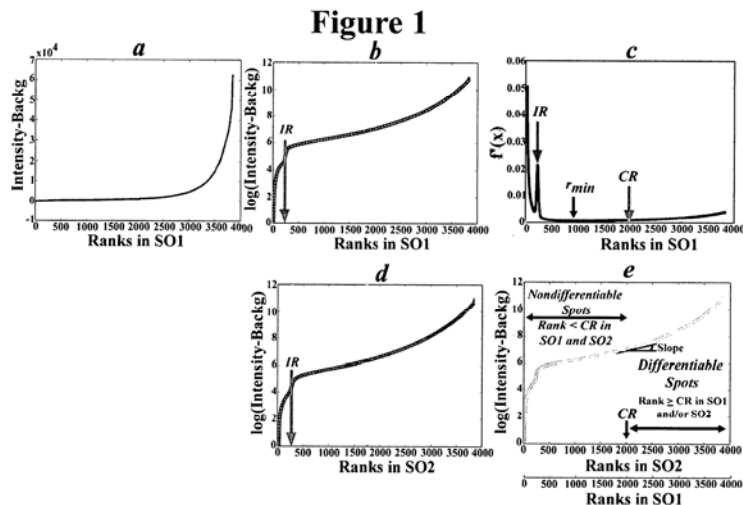 Figure 1
a
×10⁴
Intensity-Backg
7
6
5
4
3
2
1
0
-1
0 500 1000 1500 2000 2500 3000 3500 4000
Ranks in SO1
b
log(Intensity-Backg)
12
10
8
6
4
2
0
IR
0 500 1000 1500 2000 2500 3000 3500 4000
Ranks in SO1
c
f'(x)
0.06
0.05
0.04
0.03
0.02
0.01
0
IR
r min
CR
0 500 1000 1500 2000 2500 3000 3500 4000
Ranks in SO1
d
log(Intensity-Backg)
12
10
8
6
4
2
0
IR
0 500 1000 1500 2000 2500 3000 3500 4000
Ranks in SO2
e
log(Intensity-Backg)
12
10
8
6
4
2
0
Nondifferentiable
Spots
Rank < CR in
SO1 and SO2
Slope
Differentiable
Spots
Rank ≥ CR in SO1
and/or SO2
CR
0 500 1000 1500 2000 2500 3000 3500 4000
Ranks in SO2
0 500 1000 1500 2000 2500 3000 3500 4000
Ranks in SO1